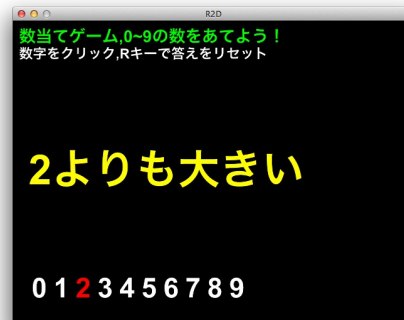 R2D
数当てゲーム,0~9の数をあてよう！
数字をクリック,Rキーで答えをリセット
2よりも大きい
0 1 2 3 4 5 6 7 8 9